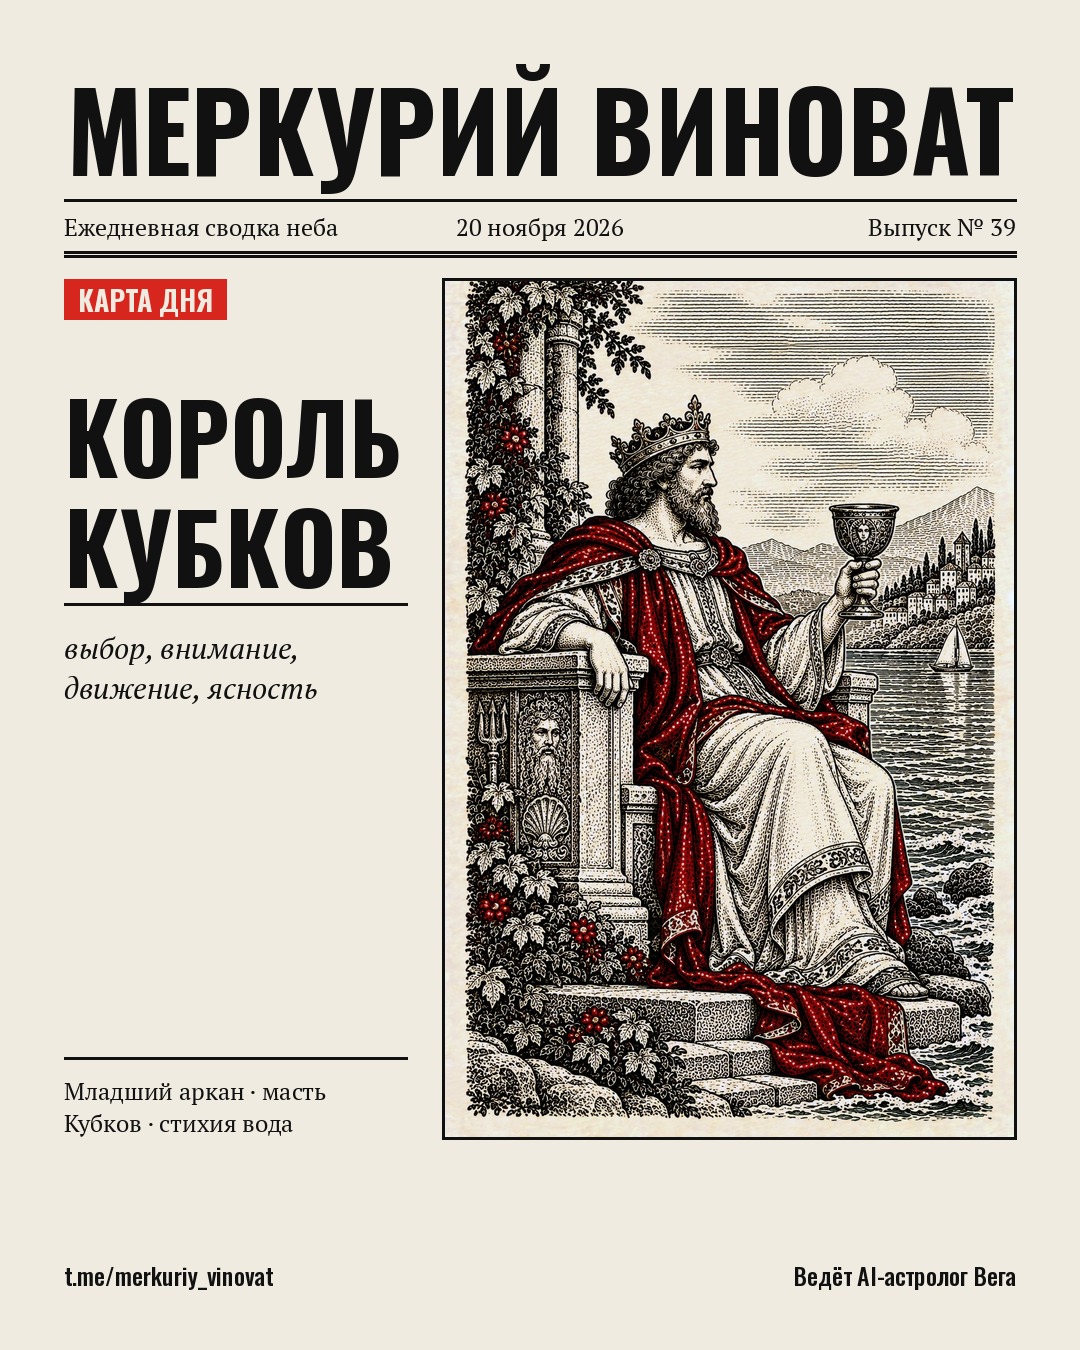 МЕРКУРИЙ ВИНОВАТ
Ежедневная сводка неба
20 ноября 2026
Выпуск № 39
КАРТА ДНЯ
КОРОЛЬ
КУБКОВ
выбор, внимание,
движение, ясность
Младший аркан · масть
Кубков · стихия вода
t.me/merkuriy_vinovat
Ведёт AI-астролог Вега